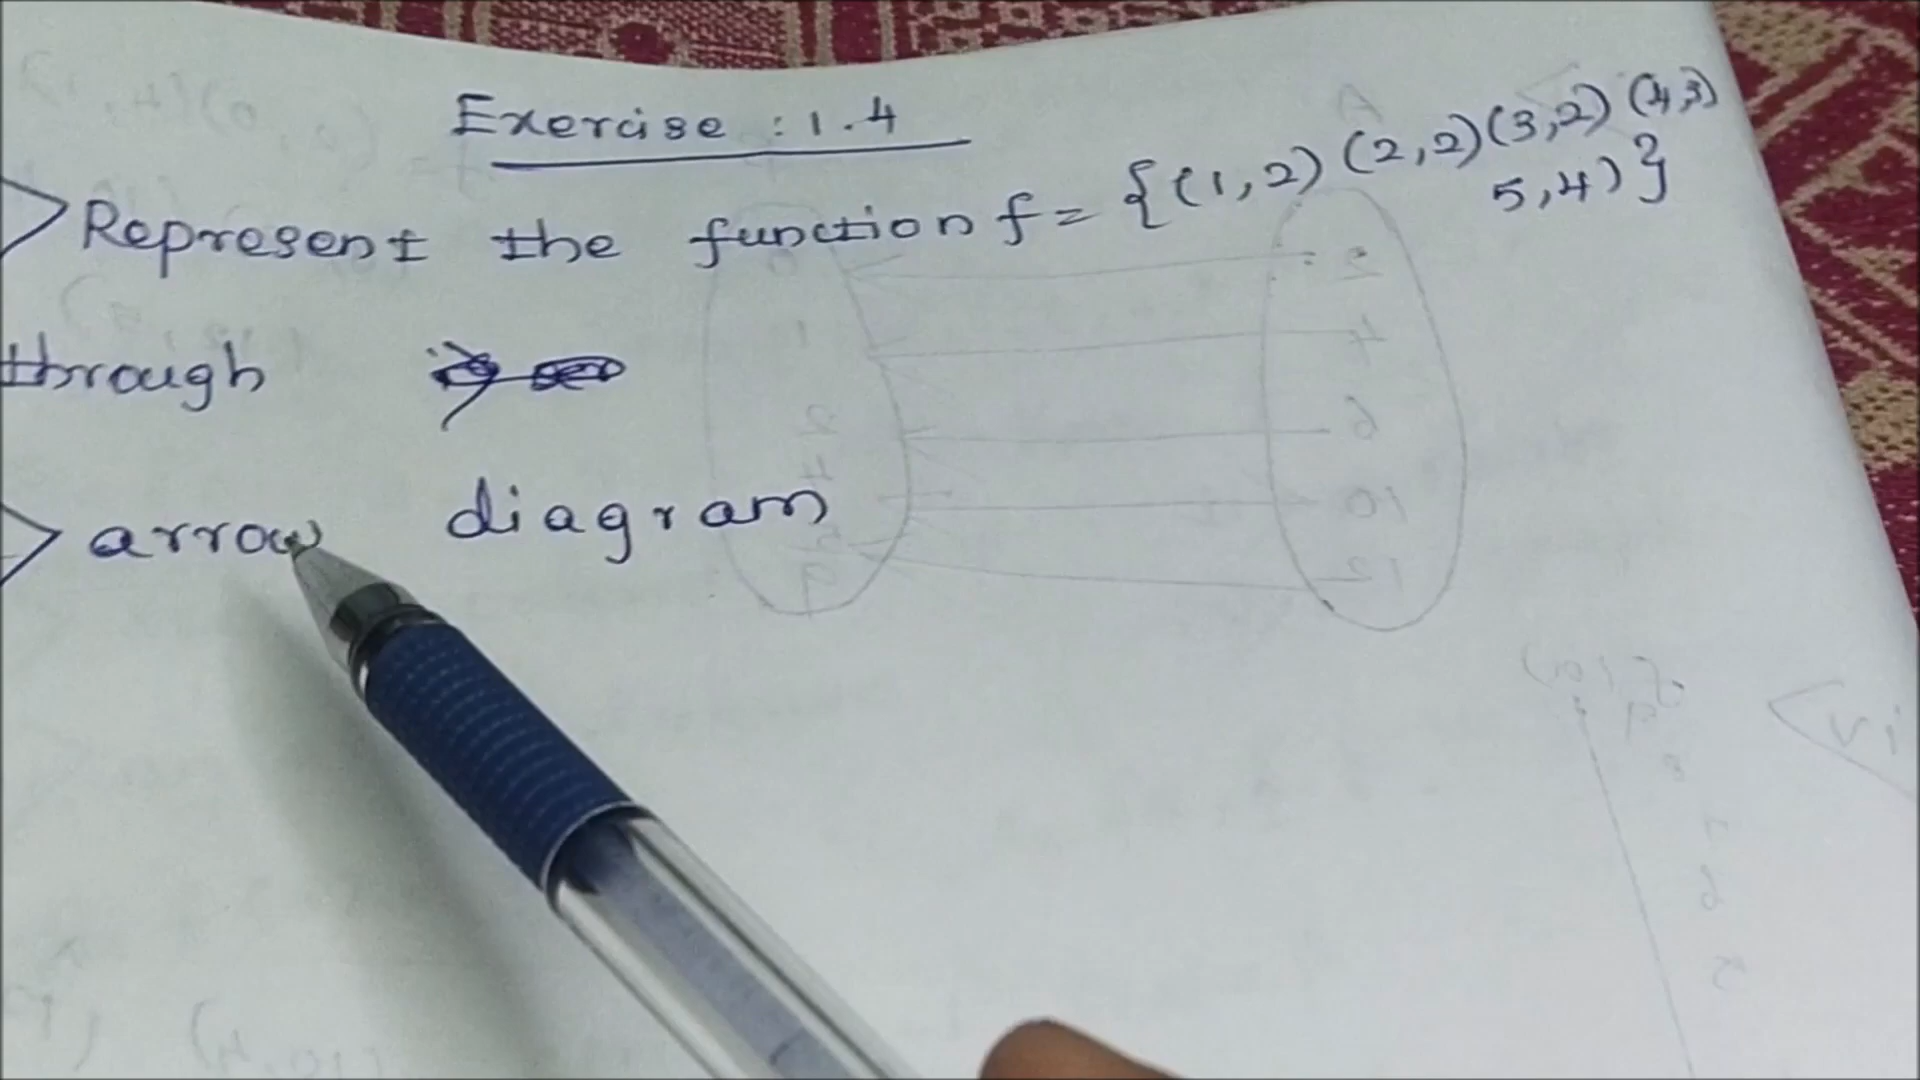 Exercise : 1.4
Represent the function f = {(1,2) (2,2)(3,2) (4,3)
5,4)}
through
arrow diagram